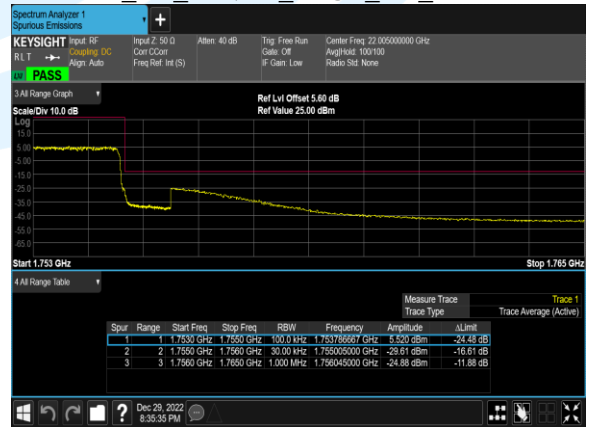 Spectrum Analyzer 1
Spurious Emissions
+
KEYSIGHT Input: RF Input Z: 50 Ω Atten: 40 dB Trig: Free Run Center Freq: 22.005000000 GHz
RLT Coupling: DC Corr CCorr Gate: Off Avg|Hold: 100/100
Align: Auto Freq Ref: Int (S) IF Gain: Low Radio Std: None
LM PASS
3 All Range Graph
Ref Lvl Offset 5.60 dB
Scale/Div 10.0 dB Ref Value 25.00 dBm
Log
15.0
5.00
-5.00
-15.0
-25.0
-35.0
-45.0
-55.0
-65.0
Start 1.753 GHz Stop 1.765 GHz
4 All Range Table
Measure Trace Trace 1
Trace Type Trace Average (Active)
Spur Range Start Freq Stop Freq RBW Frequency Amplitude ΔLimit
1 1 1.7530 GHz 1.7550 GHz 100.0 kHz 1.753786667 GHz 5.520 dBm -24.48 dB
2 2 1.7550 GHz 1.7560 GHz 30.00 kHz 1.755005000 GHz -29.61 dBm -16.61 dB
3 3 1.7560 GHz 1.7650 GHz 1.000 MHz 1.756045000 GHz -24.88 dBm -11.88 dB
? Dec 29, 2022
8:35:35 PM